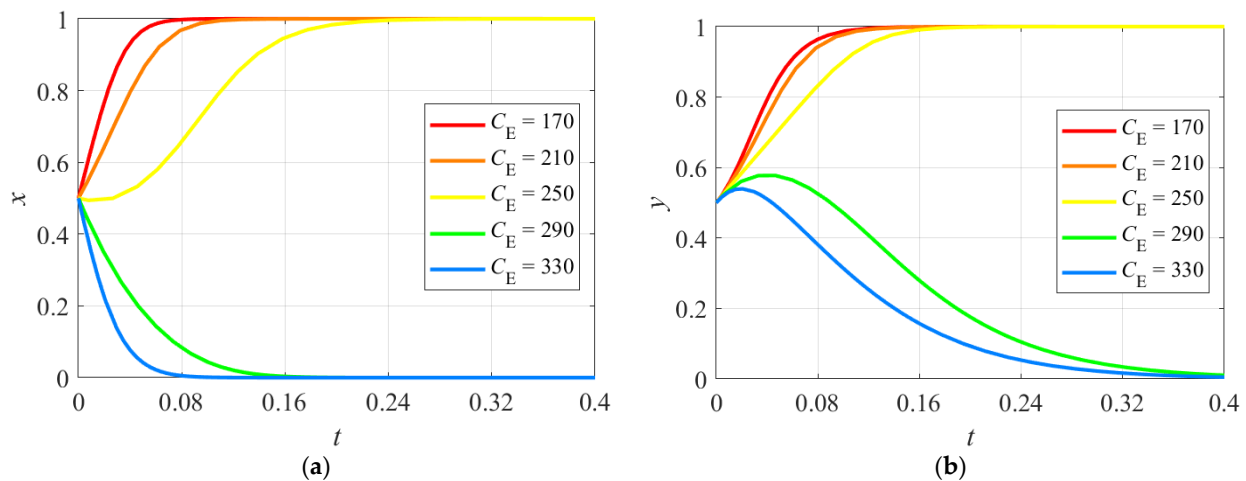 1
0.8
0.6
0.4
0.2
0
x
0
0.08
0.16
0.24
0.32
0.4
t
C_E = 170
C_E = 210
C_E = 250
C_E = 290
C_E = 330
(a)
1
0.8
0.6
0.4
0.2
0
y
0
0.08
0.16
0.24
0.32
0.4
t
C_E = 170
C_E = 210
C_E = 250
C_E = 290
C_E = 330
(b)